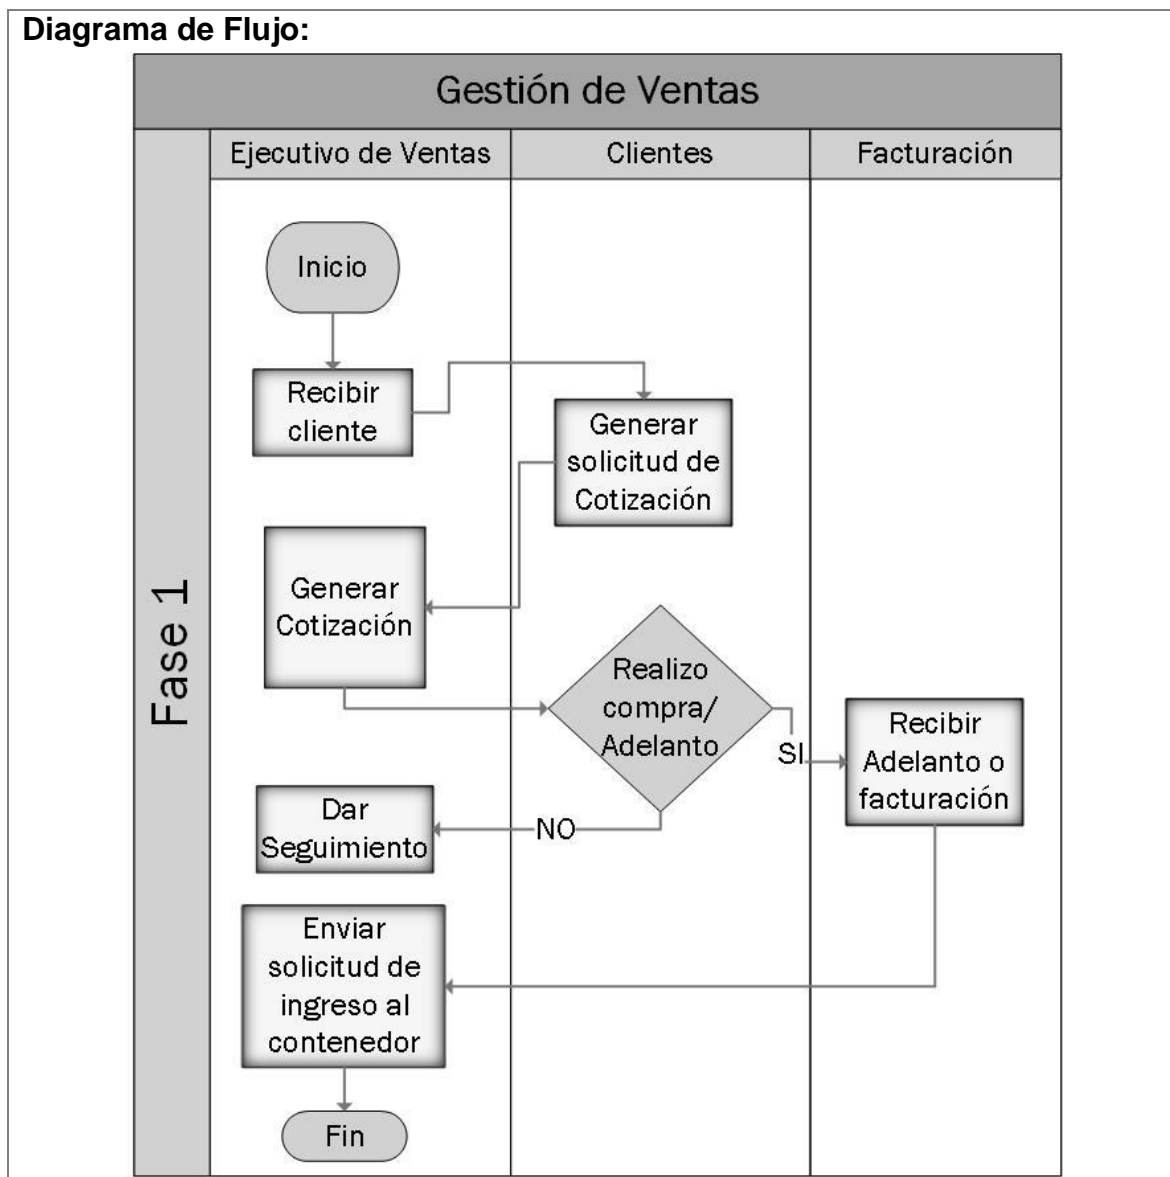 Diagrama de Flujo:
Gestión de Ventas
Ejecutivo de Ventas
Clientes
Facturación
Fase 1
Inicio
Recibir
cliente
Generar
solicitud de
Cotización
Generar
Cotización
Realizo
compra/
Adelanto
SI
Recibir
Adelanto o
facturación
NO
Dar
Seguimiento
Enviar
solicitud de
ingreso al
contenedor
Fin